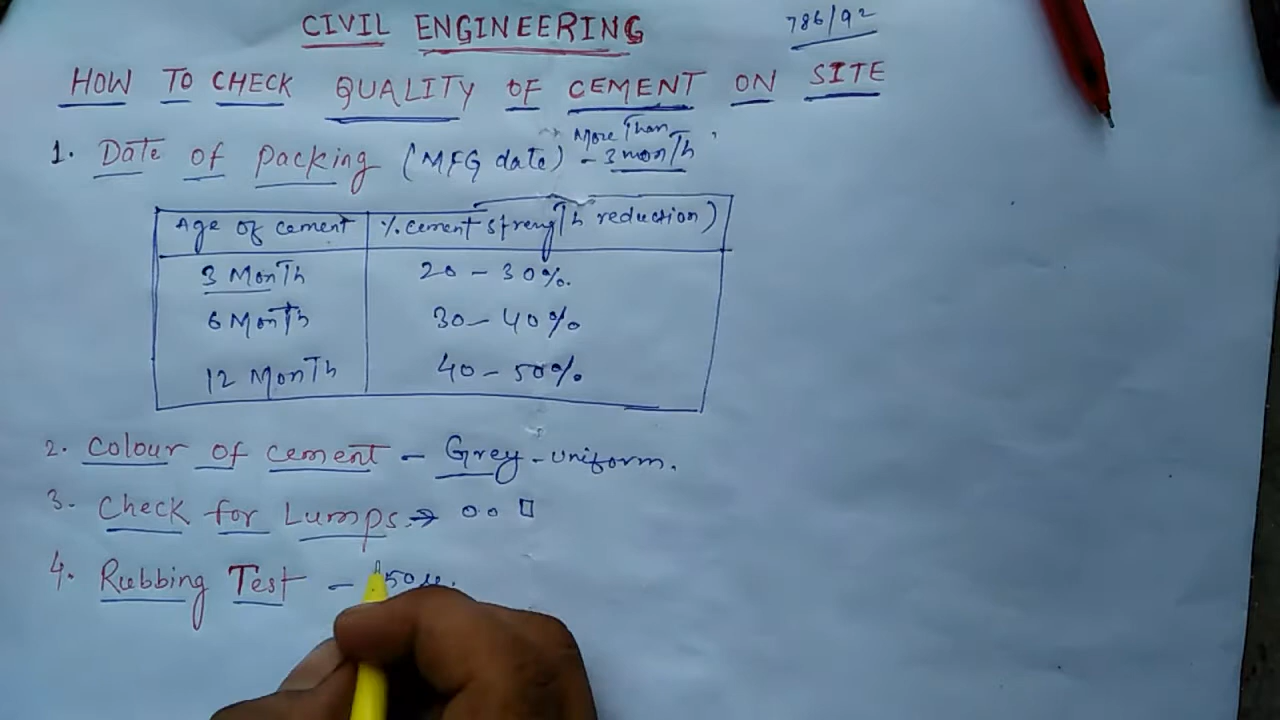 CIVIL ENGINEERING
786/92
HOW TO CHECK QUALITY OF CEMENT ON SITE
1. Date of packing (MFG date) - More Than 3 month
Age of cement % cement strength reduction)
3 Month 20 - 30%.
6 Month 30 - 40%
12 Month 40 - 50%
2. Colour of cement - Grey - uniform.
3. Check for Lumps →
4. Rubbing Test -